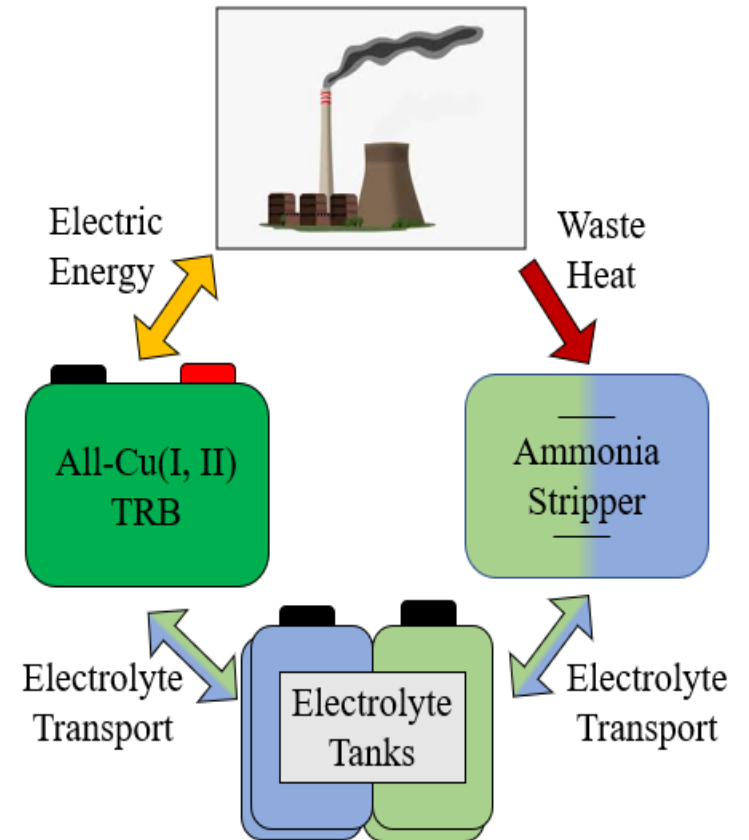 Electric
Energy
Waste
Heat
All-Cu(I, II)
TRB
Ammonia
Stripper
Electrolyte
Transport
Electrolyte
Tanks
Electrolyte
Transport